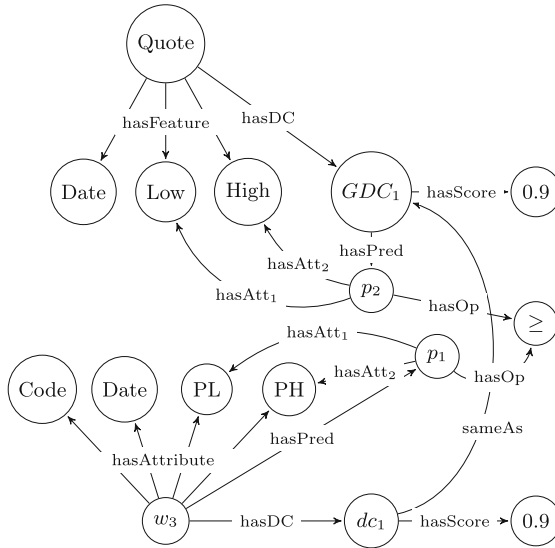 Quote
hasFeature
hasDC
Date
Low
High
GDC₁
hasScore
0.9
hasPred
hasAtt₂
hasAtt₁
p₂
hasOp
≥
hasAtt₁
p₁
hasAtt₂
hasOp
Code
Date
PL
PH
sameAs
hasPred
hasAttribute
w₃
hasDC
dc₁
hasScore
0.9